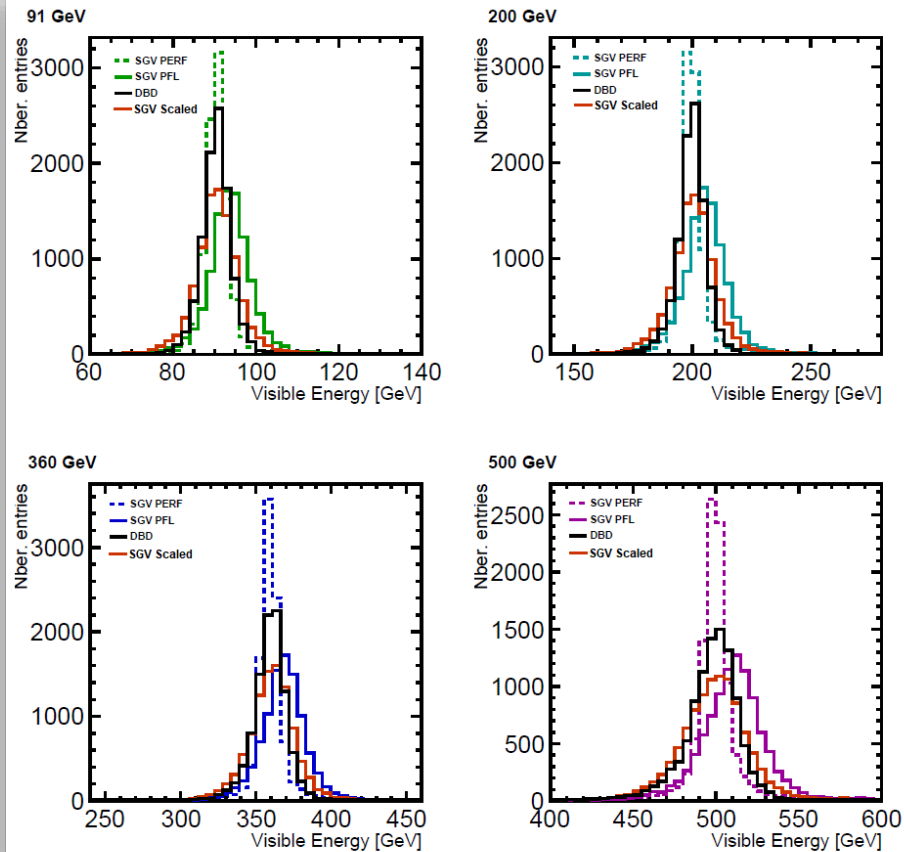 91 GeV
Nber. entries
3000
2000
1000
0
SGV PERF
SGV PFL
DBD
SGV Scaled
60 80 100 120 140
Visible Energy [GeV]
200 GeV
Nber. entries
3000
2000
1000
0
SGV PERF
SGV PFL
DBD
SGV Scaled
150 200 250
Visible Energy [GeV]
360 GeV
Nber. entries
3000
2000
1000
0
SGV PERF
SGV PFL
DBD
SGV Scaled
250 300 350 400 450
Visible Energy [GeV]
500 GeV
Nber. entries
2500
2000
1500
1000
500
0
SGV PERF
SGV PFL
DBD
SGV Scaled
400 450 500 550 600
Visible Energy [GeV]